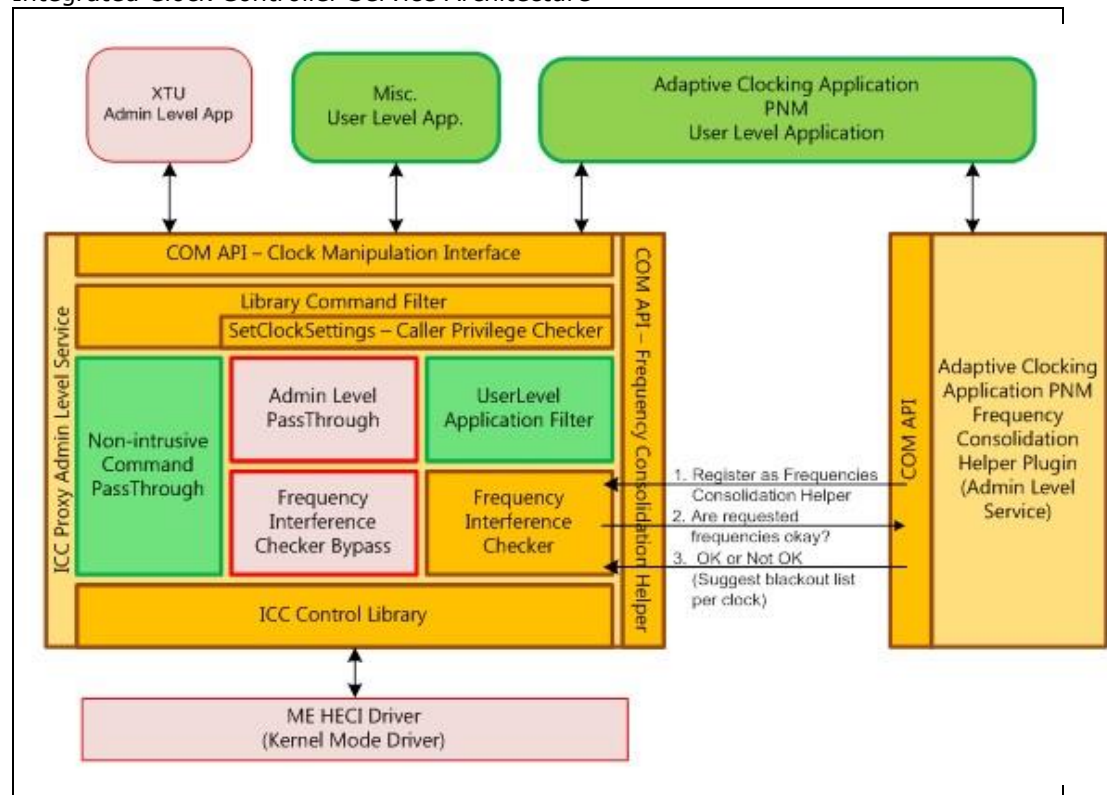 Integrated Clock Controller Service Architecture
XTU
Admin Level App
Misc.
User Level App.
Adaptive Clocking Application
PNM
User Level Application
ICC Proxy Admin Level Service
COM API – Clock Manipulation Interface
Library Command Filter
SetClockSettings – Caller Privilege Checker
Non-intrusive
Command
PassThrough
Admin Level
PassThrough
UserLevel
Application Filter
Frequency
Interference
Checker Bypass
Frequency
Interference
Checker
ICC Control Library
COM API – Frequency Consolidation Helper
1. Register as Frequencies
Consolidation Helper
2. Are requested
frequencies okay?
3. OK or Not OK
(Suggest blackout list
per clock)
COM API
Adaptive Clocking
Application PNM
Frequency
Consolidation
Helper Plugin
(Admin Level
Service)
ME HECI Driver
(Kernel Mode Driver)